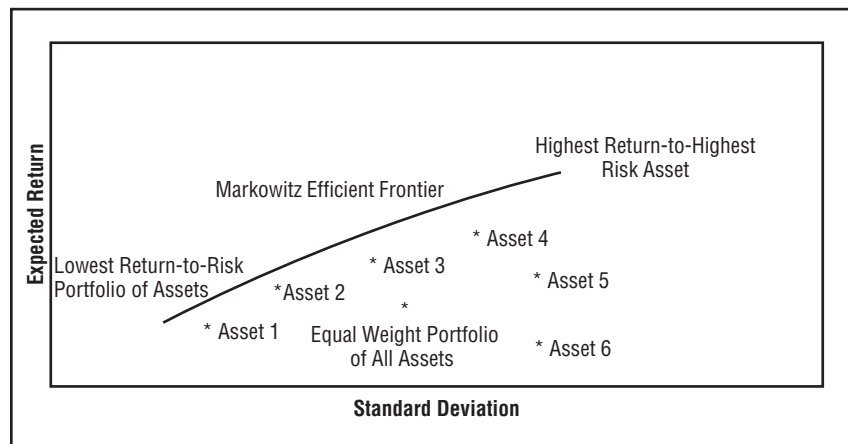 Expected Return
Highest Return-to-Highest
Risk Asset
Markowitz Efficient Frontier
Lowest Return-to-Risk
Portfolio of Assets
* Asset 4
* Asset 3
* Asset 5
*Asset 2
*
* Asset 1
Equal Weight Portfolio
of All Assets
* Asset 6
Standard Deviation